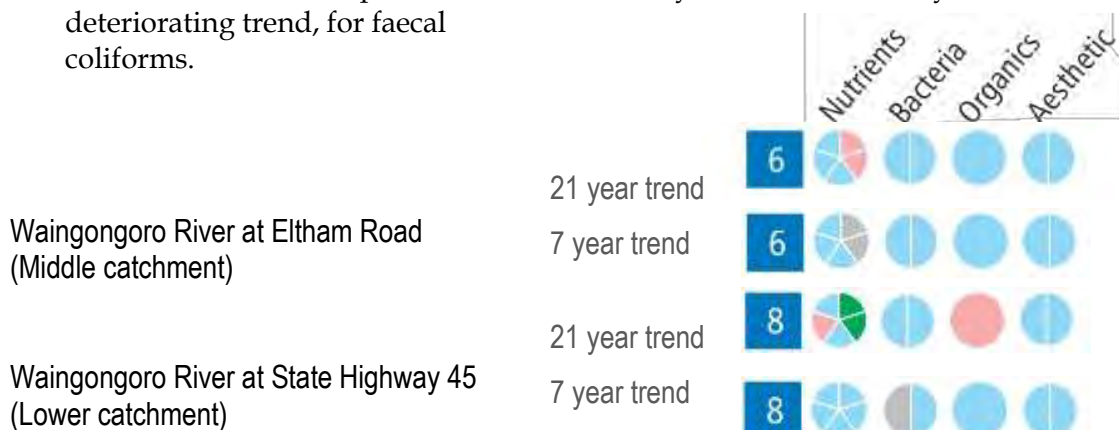 deteriorating trend, for faecal
coliforms.
Nutrients
Bacteria
Organics
Aesthetic
6
21 year trend
Waingongoro River at Eltham Road
(Middle catchment)
7 year trend
6
8
21 year trend
Waingongoro River at State Highway 45
(Lower catchment)
7 year trend
8